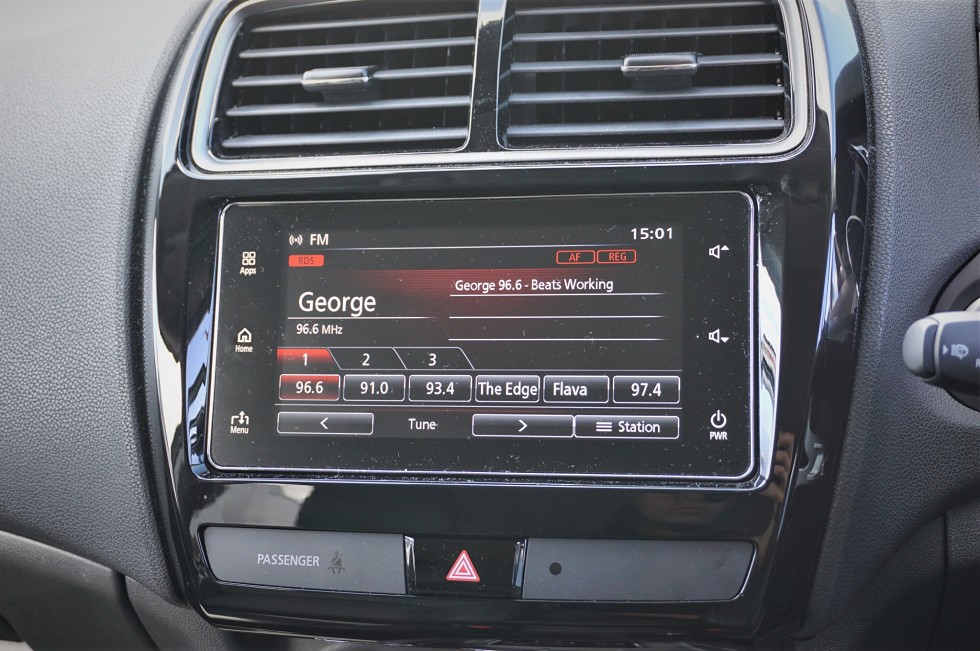 FM
15:01
RDS
AF REG
Apps
George 96.6 - Beats Working
George
96.6 MHz
Home
1 2 3
96.6 91.0 93.4 The Edge Flava 97.4
Menu
< Tune > Station
PWR
PASSENGER